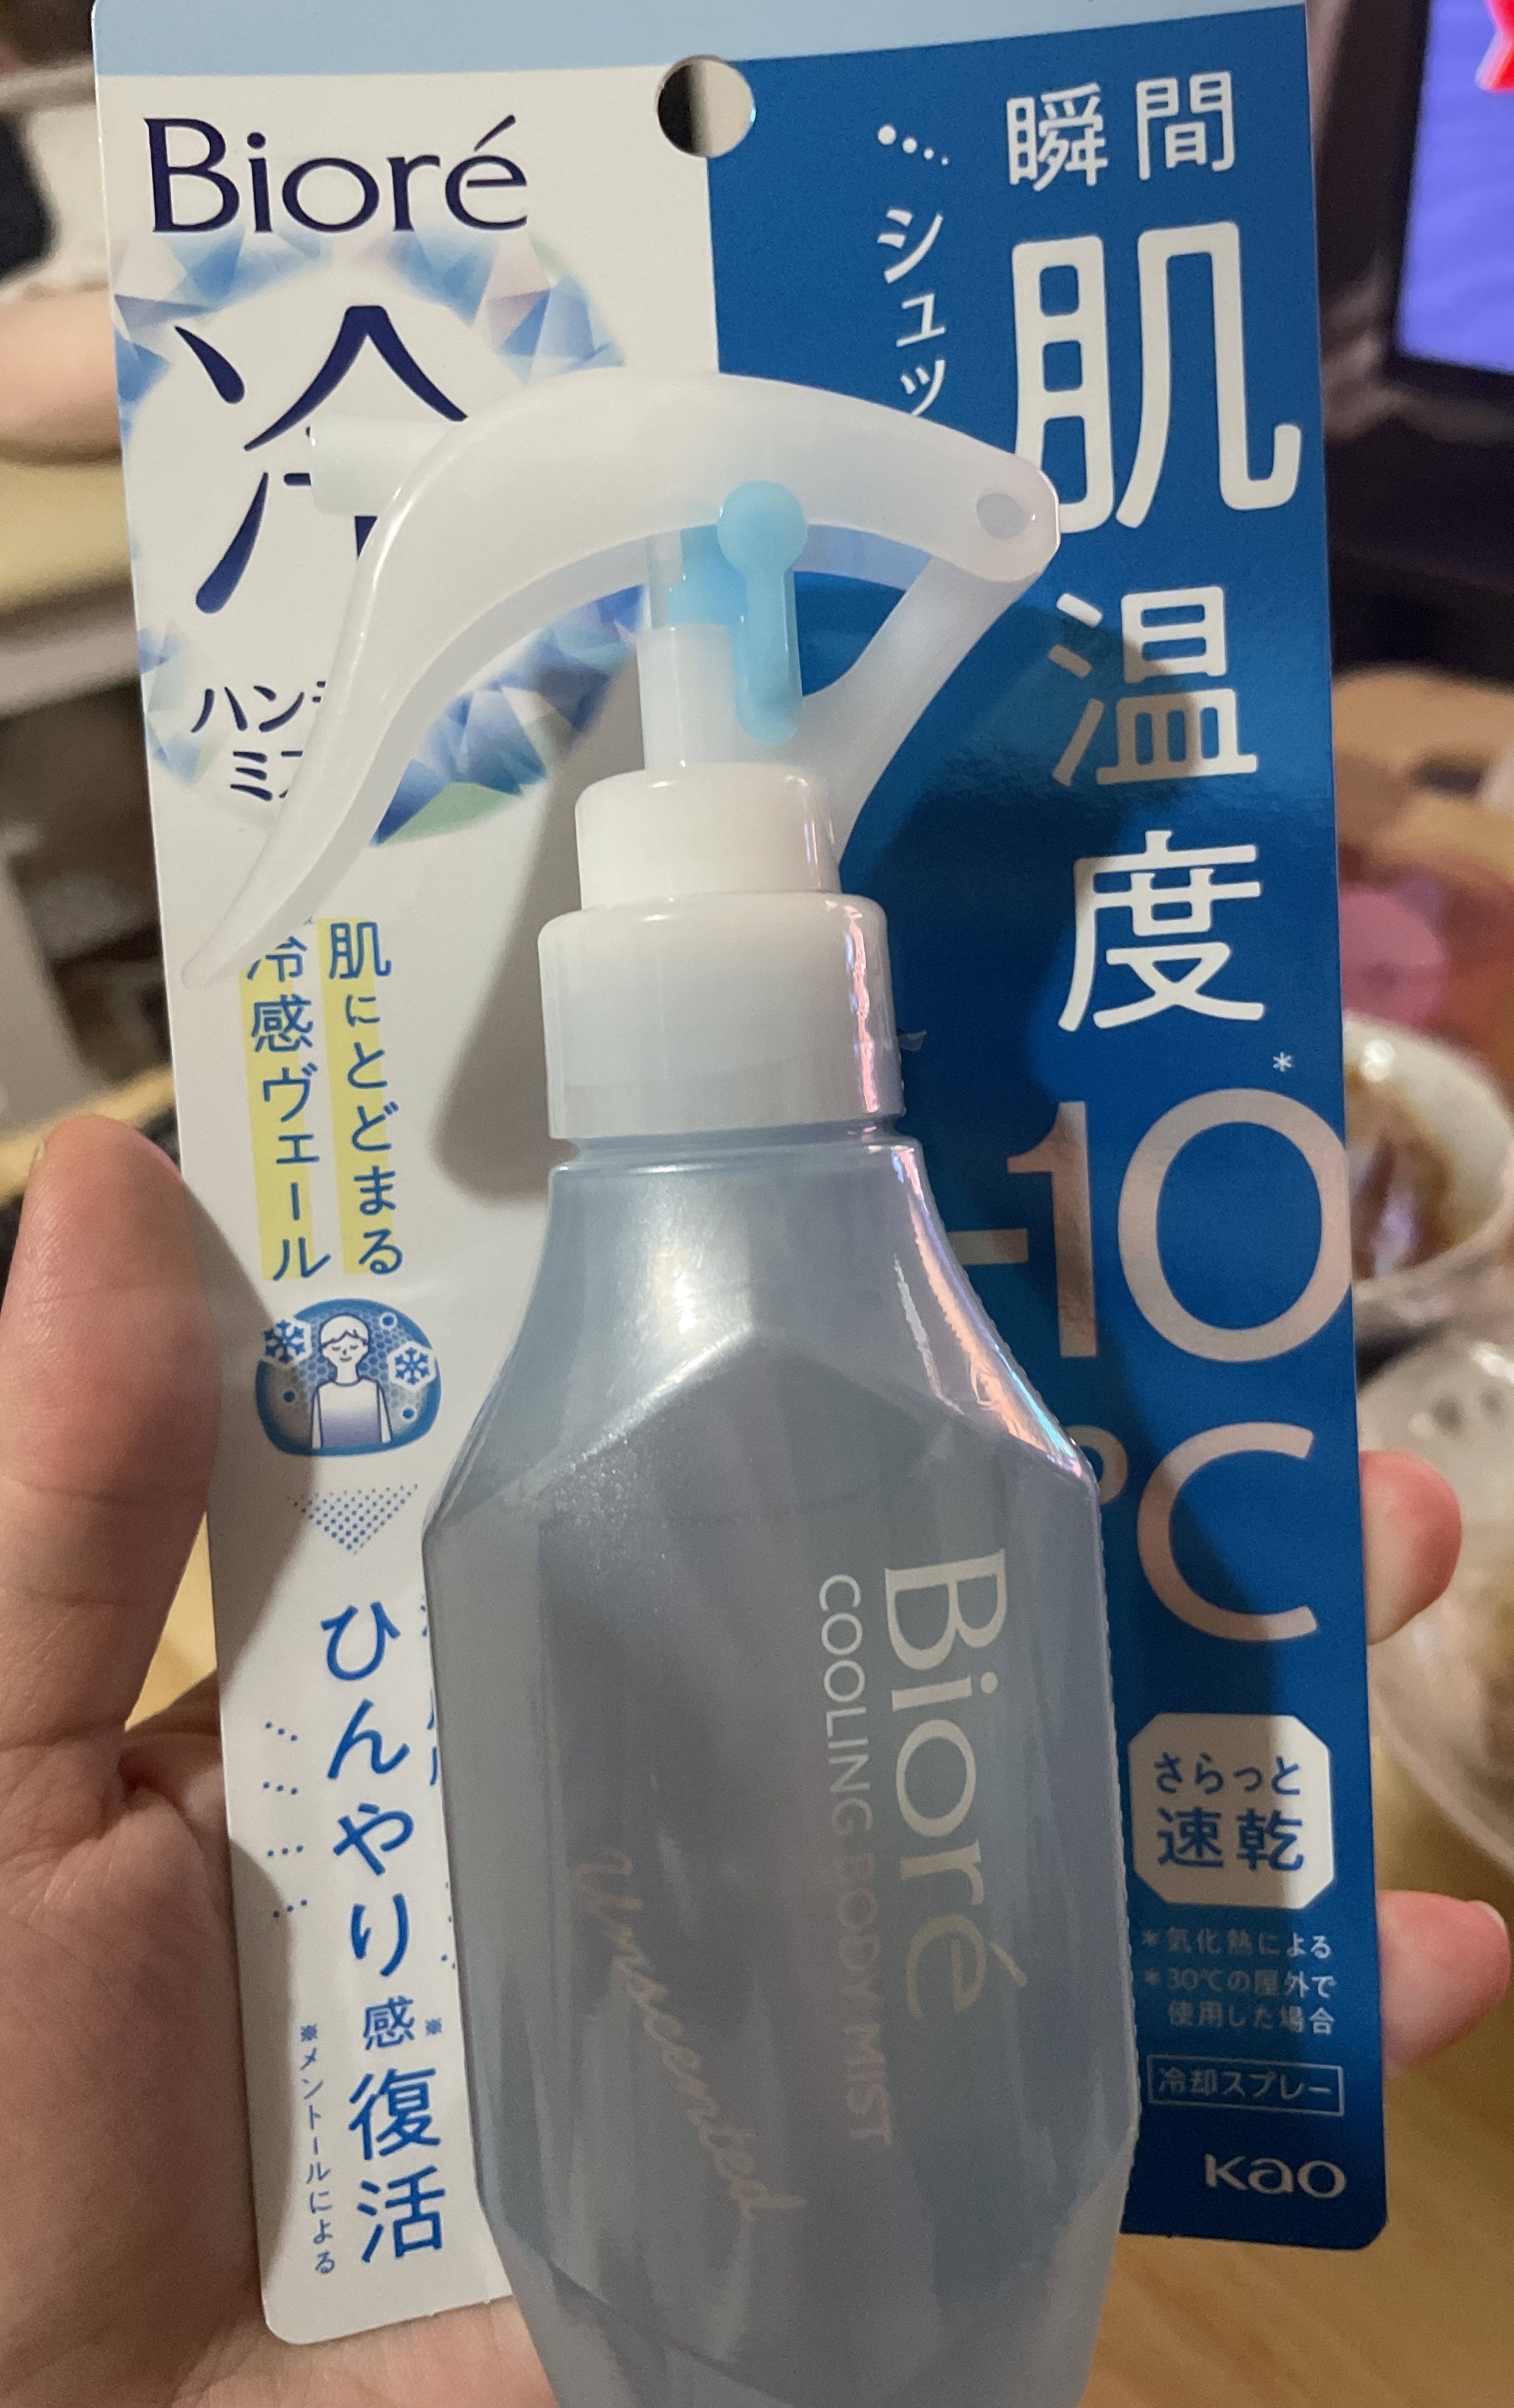 Bioré
冷
ハン
ミ
肌にとどまる
冷感ヴェール
ひんやり感※復活
※メントールによる
シュッ
瞬間
肌温度
*
-10
℃
さらっと
速乾
*気化熱による
*30℃の屋外で
使用した場合
冷却スプレー
Kao
Bioré
COOLING BODY MIST
Unscented